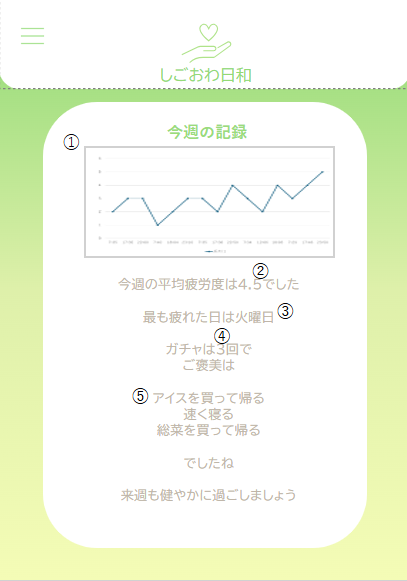 しごおわ日和
今週の記録
①
②
今週の平均疲労度は4.5でした
最も疲れた日は火曜日③
④
ガチャは3回で
ご褒美は
⑤ アイスを買って帰る
速く寝る
総菜を買って帰る
でしたね
来週も健やかに過ごしましょう